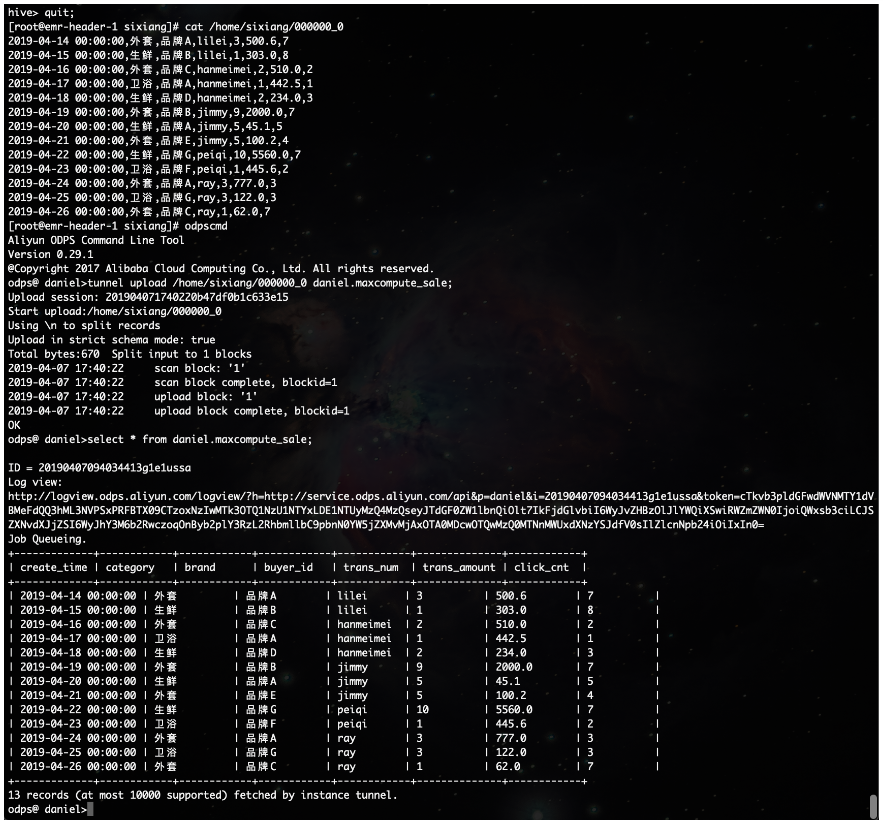 hive> quit;
[root@emr-header-1 sixiang]# cat /home/sixiang/000000_0
2019-04-14 00:00:00,外套,品牌A,lilei,3,500.6,7
2019-04-15 00:00:00,生鲜,品牌B,lilei,1,303.0,8
2019-04-16 00:00:00,外套,品牌C,hanmeimei,2,510.0,2
2019-04-17 00:00:00,卫浴,品牌A,hanmeimei,1,442.5,1
2019-04-18 00:00:00,生鲜,品牌D,hanmeimei,2,234.0,3
2019-04-19 00:00:00,外套,品牌B,jimmy,9,2000.0,7
2019-04-20 00:00:00,生鲜,品牌A,jimmy,5,45.1,5
2019-04-21 00:00:00,外套,品牌E,jimmy,5,100.2,4
2019-04-22 00:00:00,生鲜,品牌G,peiqi,10,5560.0,7
2019-04-23 00:00:00,卫浴,品牌F,peiqi,1,445.6,2
2019-04-24 00:00:00,外套,品牌A,ray,3,777.0,3
2019-04-25 00:00:00,卫浴,品牌G,ray,3,122.0,3
2019-04-26 00:00:00,外套,品牌C,ray,1,62.0,7
[root@emr-header-1 sixiang]# odpscmd
Aliyun ODPS Command Line Tool
Version 0.29.1
@Copyright 2017 Alibaba Cloud Computing Co., Ltd. All rights reserved.
odps@ daniel>tunnel upload /home/sixiang/000000_0 daniel.maxcompute_sale;
Upload session: 201904071740220b47df0b1c633e15
Start upload:/home/sixiang/000000_0
Using \n to split records
Upload in strict schema mode: true
Total bytes:670  Split input to 1 blocks
2019-04-07 17:40:22     scan block: '1'
2019-04-07 17:40:22     scan block complete, blockid=1
2019-04-07 17:40:22     upload block: '1'
2019-04-07 17:40:22     upload block complete, blockid=1
OK
odps@ daniel>select * from daniel.maxcompute_sale;
ID = 20190407094034413g1e1ussa
Log view:
http://logview.odps.aliyun.com/logview/?h=http://service.odps.aliyun.com/api&p=daniel&i=20190407094034413g1e1ussa&token=
Job Queueing.
| create_time | category | brand | buyer_id | trans_num | trans_amount | click_cnt |
| 2019-04-14 00:00:00 | 外套 | 品牌A | lilei | 3 | 500.6 | 7 |
| 2019-04-15 00:00:00 | 生鲜 | 品牌B | lilei | 1 | 303.0 | 8 |
| 2019-04-16 00:00:00 | 外套 | 品牌C | hanmeimei | 2 | 510.0 | 2 |
| 2019-04-17 00:00:00 | 卫浴 | 品牌A | hanmeimei | 1 | 442.5 | 1 |
| 2019-04-18 00:00:00 | 生鲜 | 品牌D | hanmeimei | 2 | 234.0 | 3 |
| 2019-04-19 00:00:00 | 外套 | 品牌B | jimmy | 9 | 2000.0 | 7 |
| 2019-04-20 00:00:00 | 生鲜 | 品牌A | jimmy | 5 | 45.1 | 5 |
| 2019-04-21 00:00:00 | 外套 | 品牌E | jimmy | 5 | 100.2 | 4 |
| 2019-04-22 00:00:00 | 生鲜 | 品牌G | peiqi | 10 | 5560.0 | 7 |
| 2019-04-23 00:00:00 | 卫浴 | 品牌F | peiqi | 1 | 445.6 | 2 |
| 2019-04-24 00:00:00 | 外套 | 品牌A | ray | 3 | 777.0 | 3 |
| 2019-04-25 00:00:00 | 卫浴 | 品牌G | ray | 3 | 122.0 | 3 |
| 2019-04-26 00:00:00 | 外套 | 品牌C | ray | 1 | 62.0 | 7 |
13 records (at most 10000 supported) fetched by instance tunnel.
odps@ daniel>